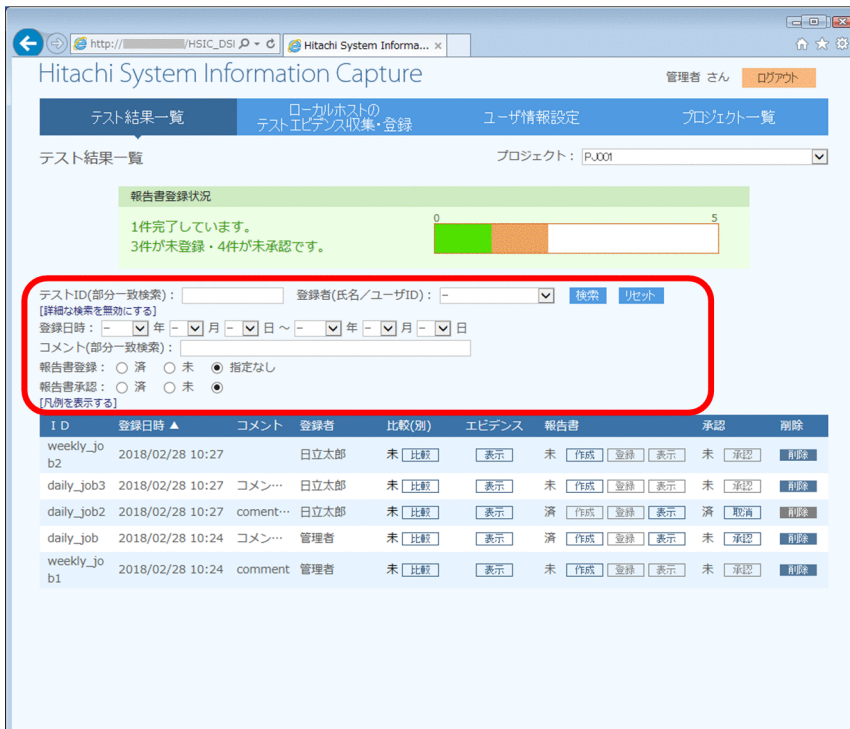 http:// /HSIC_DSI
Hitachi System Informa... ×
Hitachi System Information Capture
管理者 さん ログアウト
テスト結果一覧 ローカルホストの
テストエビデンス収集・登録 ユーザ情報設定 プロジェクト一覧
テスト結果一覧 プロジェクト： PJ001
報告書登録状況
1件完了しています。
3件が未登録・4件が未承認です。
0 5
テストID(部分一致検索)： 登録者(氏名／ユーザID)： – 検索 リセット
[詳細な検索を無効にする]
登録日時： – 年 – 月 – 日 ～ – 年 – 月 – 日
コメント(部分一致検索)：
報告書登録： 済 未 指定なし
報告書承認： 済 未
[凡例を表示する]
ＩＤ 登録日時 ▲ コメント 登録者 比較(別) エビデンス 報告書 承認 削除
weekly_jo
b2 2018/02/28 10:27 日立太郎 未 比較 表示 未 作成 登録 表示 未 承認 削除
daily_job3 2018/02/28 10:27 コメン… 日立太郎 未 比較 表示 未 作成 登録 表示 未 承認 削除
daily_job2 2018/02/28 10:27 coment… 日立太郎 未 比較 表示 済 作成 登録 表示 済 取消 削除
daily_job 2018/02/28 10:24 コメン… 管理者 未 比較 表示 済 作成 登録 表示 未 承認 削除
weekly_jo
b1 2018/02/28 10:24 comment 管理者 未 比較 表示 未 作成 登録 表示 未 承認 削除